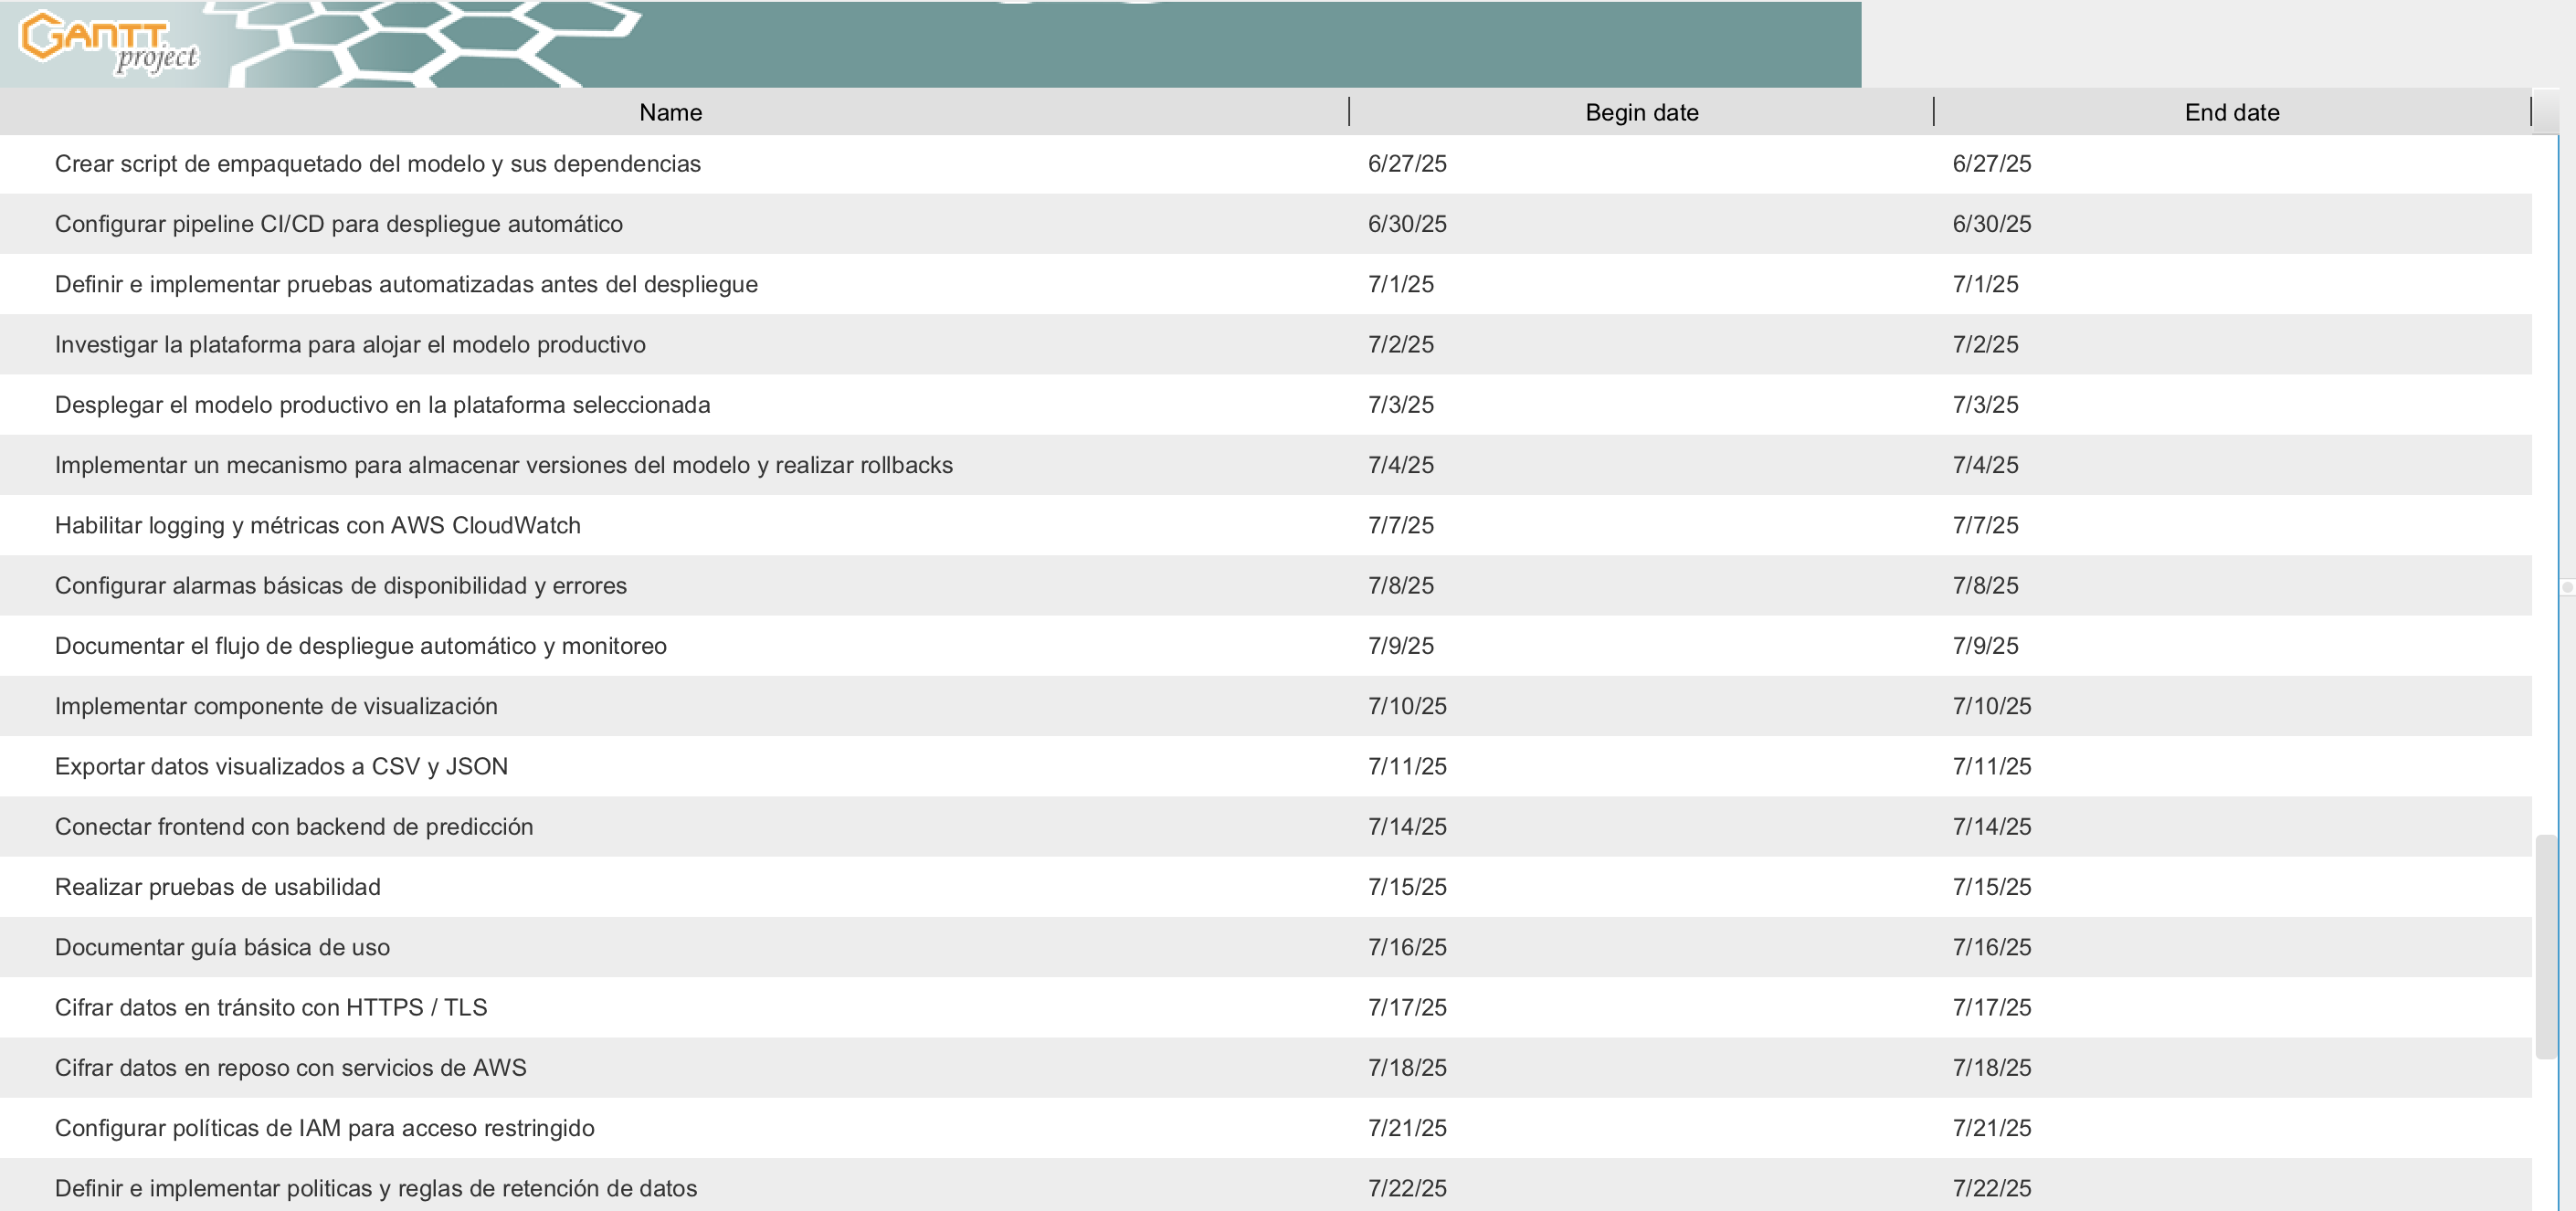 GANTT
project
Name Begin date End date
Crear script de empaquetado del modelo y sus dependencias 6/27/25 6/27/25
Configurar pipeline CI/CD para despliegue automático 6/30/25 6/30/25
Definir e implementar pruebas automatizadas antes del despliegue 7/1/25 7/1/25
Investigar la plataforma para alojar el modelo productivo 7/2/25 7/2/25
Desplegar el modelo productivo en la plataforma seleccionada 7/3/25 7/3/25
Implementar un mecanismo para almacenar versiones del modelo y realizar rollbacks 7/4/25 7/4/25
Habilitar logging y métricas con AWS CloudWatch 7/7/25 7/7/25
Configurar alarmas básicas de disponibilidad y errores 7/8/25 7/8/25
Documentar el flujo de despliegue automático y monitoreo 7/9/25 7/9/25
Implementar componente de visualización 7/10/25 7/10/25
Exportar datos visualizados a CSV y JSON 7/11/25 7/11/25
Conectar frontend con backend de predicción 7/14/25 7/14/25
Realizar pruebas de usabilidad 7/15/25 7/15/25
Documentar guía básica de uso 7/16/25 7/16/25
Cifrar datos en tránsito con HTTPS / TLS 7/17/25 7/17/25
Cifrar datos en reposo con servicios de AWS 7/18/25 7/18/25
Configurar políticas de IAM para acceso restringido 7/21/25 7/21/25
Definir e implementar politicas y reglas de retención de datos 7/22/25 7/22/25